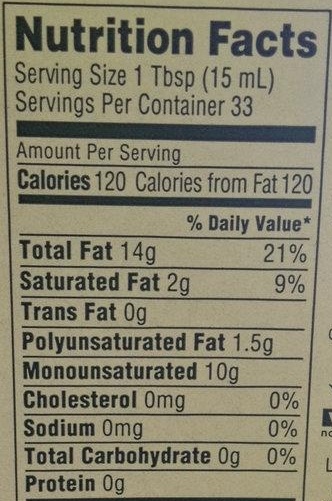 Nutrition Facts
Serving Size 1 Tbsp (15 mL)
Servings Per Container 33
Amount Per Serving
Calories 120 Calories from Fat 120
% Daily Value*
Total Fat 14g 21%
Saturated Fat 2g 9%
Trans Fat 0g
Polyunsaturated Fat 1.5g
Monounsaturated 10g
Cholesterol 0mg 0%
Sodium 0mg 0%
Total Carbohydrate 0g 0%
Protein 0g